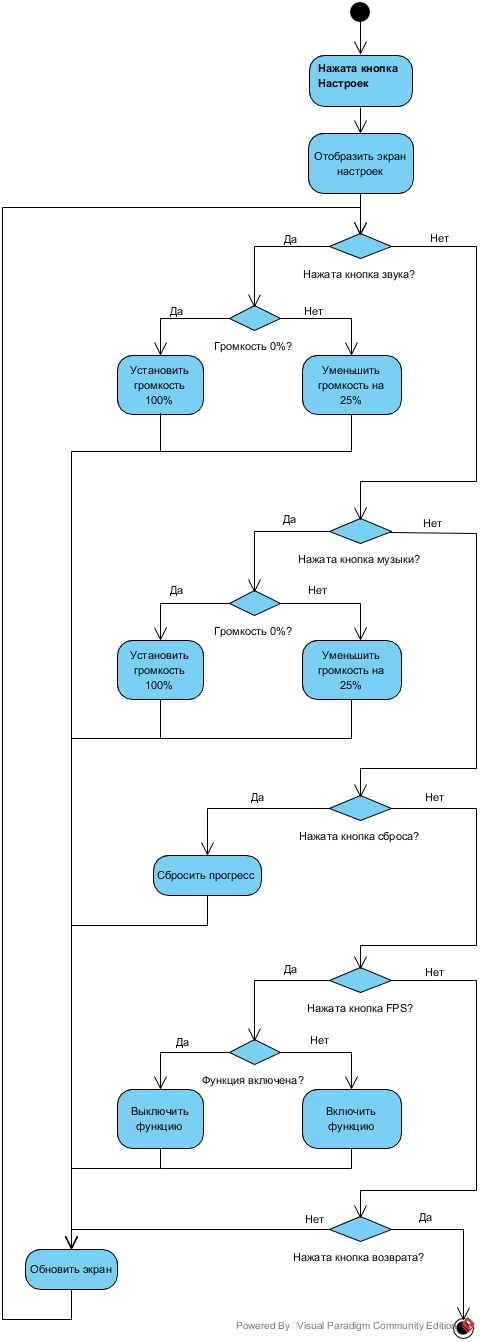 Нажата кнопка
Настроек
Отобразить экран
настроек
Да
Нет
Нажата кнопка звука?
Да
Нет
Громкость 0%?
Установить
громкость
100%
Уменьшить
громкость на
25%
Да
Нет
Нажата кнопка музыки?
Да
Нет
Громкость 0%?
Установить
громкость
100%
Уменьшить
громкость на
25%
Да
Нет
Нажата кнопка сброса?
Сбросить прогресс
Да
Нет
Нажата кнопка FPS?
Да
Нет
Функция включена?
Выключить
функцию
Включить
функцию
Нет
Да
Нажата кнопка возврата?
Обновить экран
Powered By Visual Paradigm Community Edition